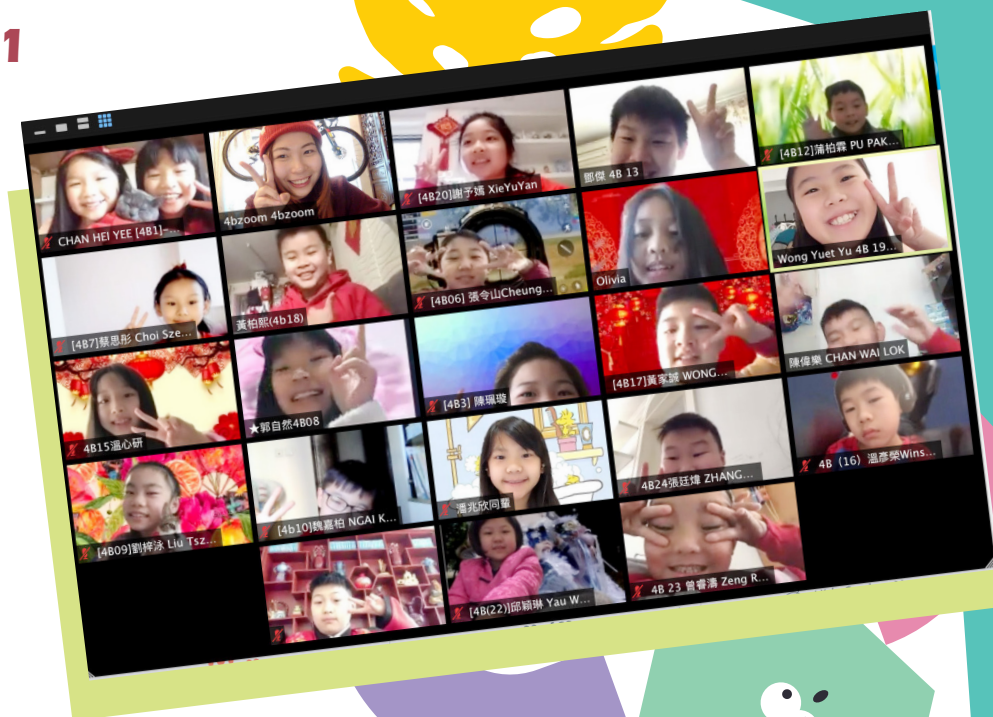 1
CHAN HEI YEE [4B1]-...
4bzoom 4bzoom
[4B20]謝予嫣 XieYuYan
鄧傑 4B 13
[4B12]蒲柏霖 PU PAK...
[4B7]蔡思彤 Choi Sze...
黃柏熙(4b18)
[4B06] 張令山Cheung...
Olivia
Wong Yuet Yu 4B 19...
4B15溫心研
★郭自然4B08
[4B3] 陳珮璇
[4B17]黃家誠 WONG...
陳偉樂 CHAN WAI LOK
[4B09]劉梓泳 Liu Tsz...
[4b10]魏嘉柏 NGAI K...
潘兆欣同輩
4B24張廷煒 ZHANG...
4B (16) 溫彥榮Wins...
[4B(22)]邱穎琳 Yau W...
4B 23 曾睿濤 Zeng R...